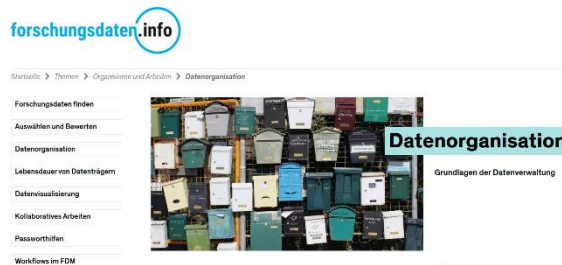 forschungsdaten.info
Startseite > Themen > Organisieren und Arbeiten > Datenorganisation
Forschungsdaten finden
Auswählen und Bewerten
Datenorganisation
Lebensdauer von Datenträgern
Datenvisualisierung
Kollaboratives Arbeiten
Passworthilfen
Workflows im FDM
Datenorganisation
Grundlagen der Datenverwaltung